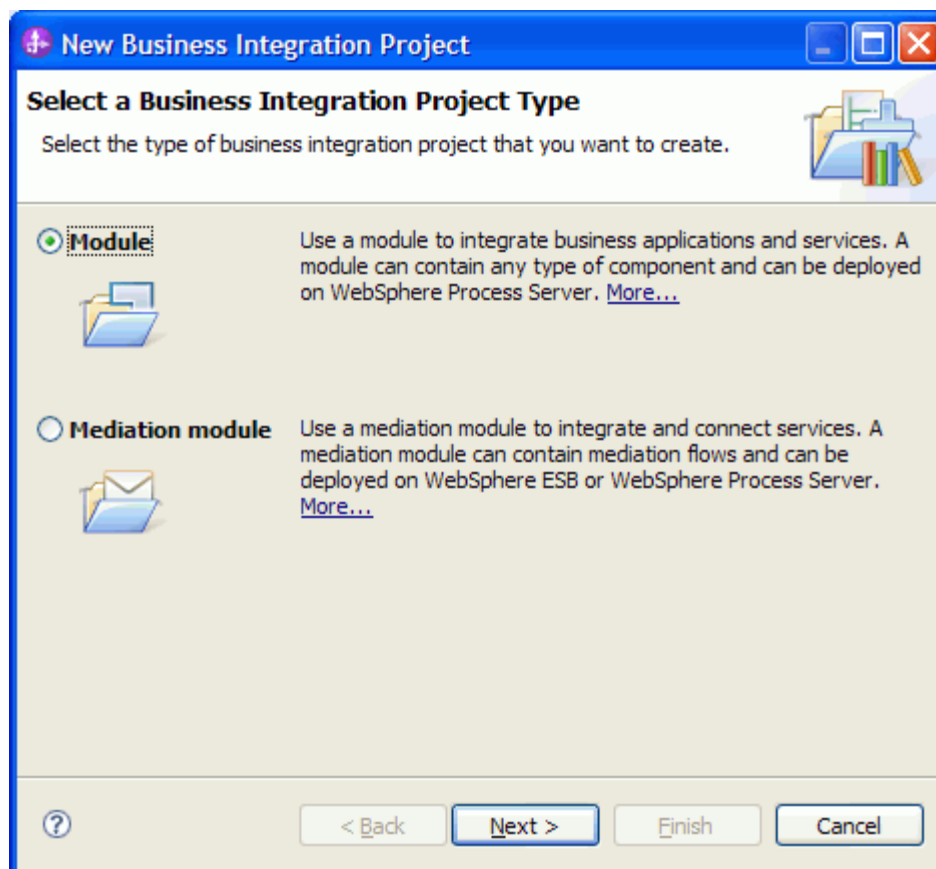 New Business Integration Project
Select a Business Integration Project Type
Select the type of business integration project that you want to create.
Module
Use a module to integrate business applications and services. A
module can contain any type of component and can be deployed
on WebSphere Process Server. More...
Mediation module
Use a mediation module to integrate and connect services. A
mediation module can contain mediation flows and can be
deployed on WebSphere ESB or WebSphere Process Server.
More...
?
< Back
Next >
Finish
Cancel